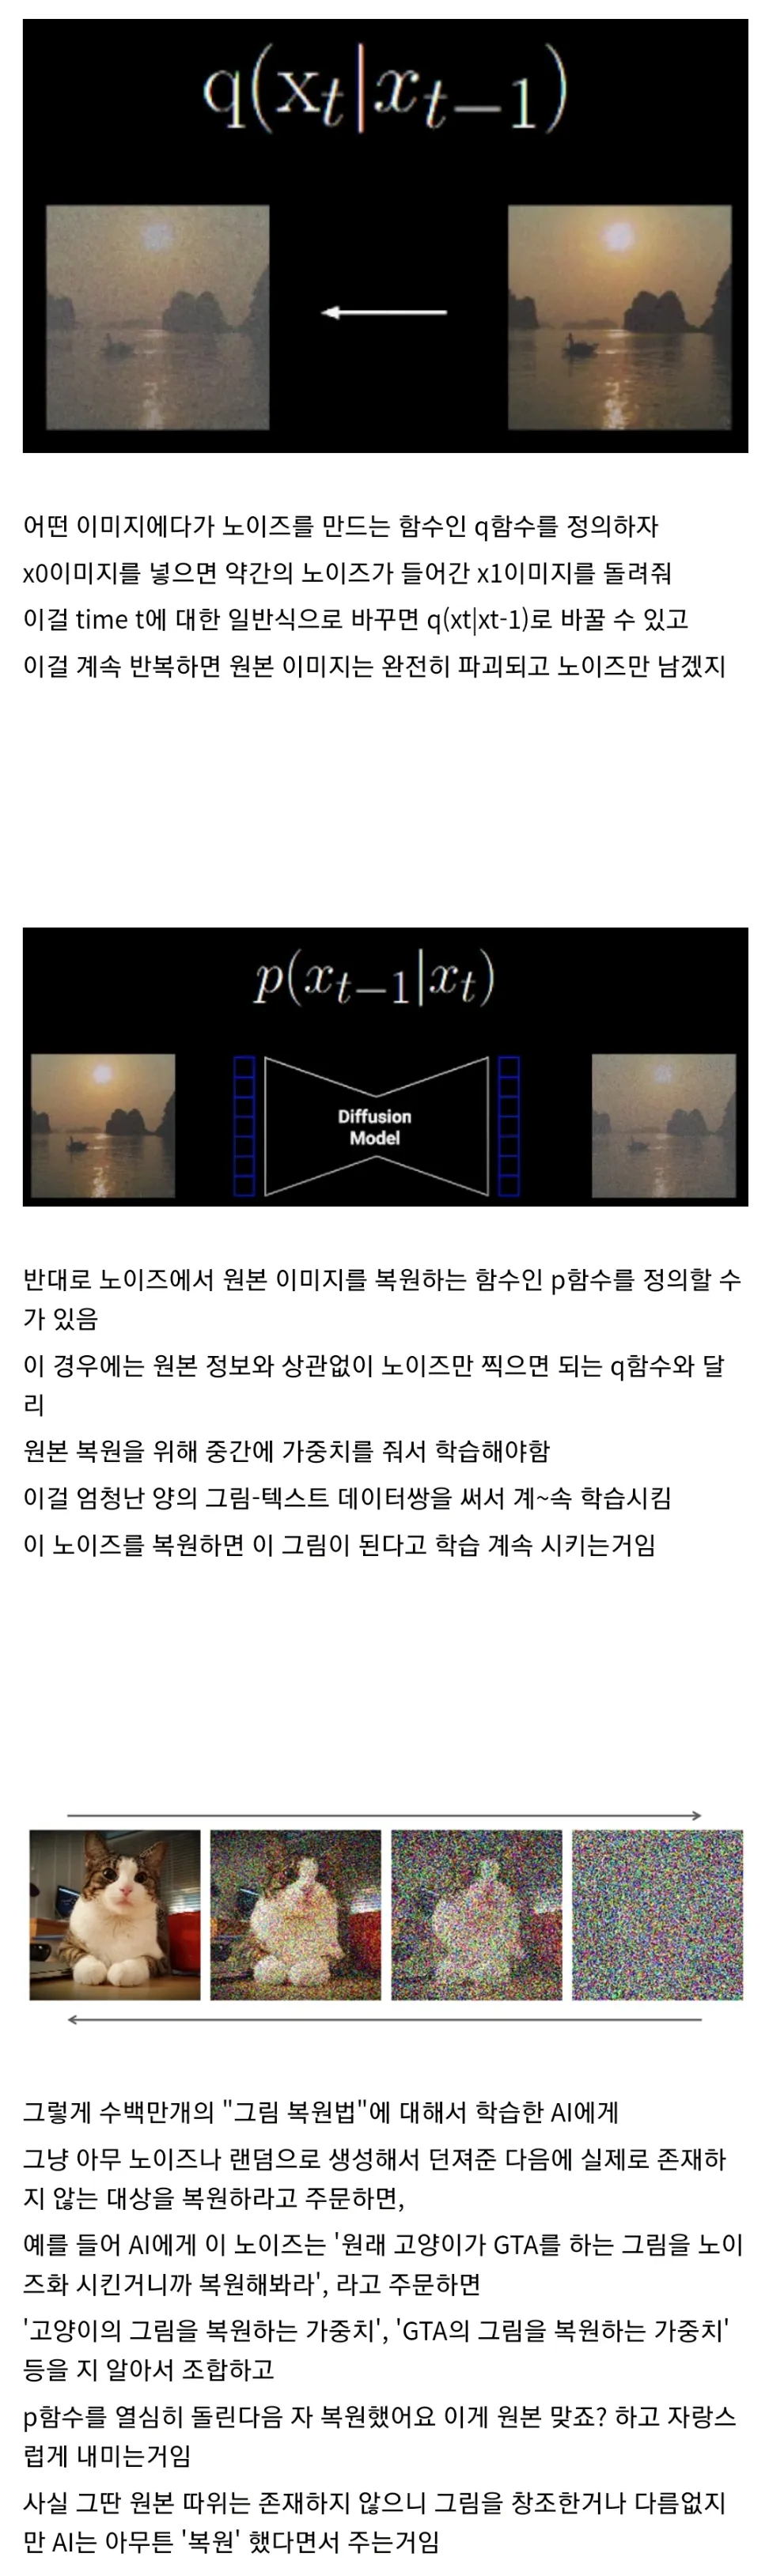 q(x_t|x_{t-1})
어떤 이미지에다가 노이즈를 만드는 함수인 q함수를 정의하자
x0이미지를 넣으면 약간의 노이즈가 들어간 x1이미지를 돌려줘
이걸 time t에 대한 일반식으로 바꾸면 q(xt|xt-1)로 바꿀 수 있고
이걸 계속 반복하면 원본 이미지는 완전히 파괴되고 노이즈만 남겠지
p(x_{t-1}|x_t)
Diffusion
Model
반대로 노이즈에서 원본 이미지를 복원하는 함수인 p함수를 정의할 수
가 있음
이 경우에는 원본 정보와 상관없이 노이즈만 찍으면 되는 q함수와 달
리
원본 복원을 위해 중간에 가중치를 줘서 학습해야함
이걸 엄청난 양의 그림-텍스트 데이터쌍을 써서 계~속 학습시킴
이 노이즈를 복원하면 이 그림이 된다고 학습 계속 시키는거임
그렇게 수백만개의 "그림 복원법"에 대해서 학습한 AI에게
그냥 아무 노이즈나 랜덤으로 생성해서 던져준 다음에 실제로 존재하
지 않는 대상을 복원하라고 주문하면,
예를 들어 AI에게 이 노이즈는 '원래 고양이가 GTA를 하는 그림을 노이
즈화 시킨거니까 복원해봐라', 라고 주문하면
'고양이의 그림을 복원하는 가중치', 'GTA의 그림을 복원하는 가중치'
등을 지 알아서 조합하고
p함수를 열심히 돌린다음 자 복원했어요 이게 원본 맞죠? 하고 자랑스
럽게 내미는거임
사실 그딴 원본 따위는 존재하지 않으니 그림을 창조한거나 다름없지
만 AI는 아무튼 '복원' 했다면서 주는거임